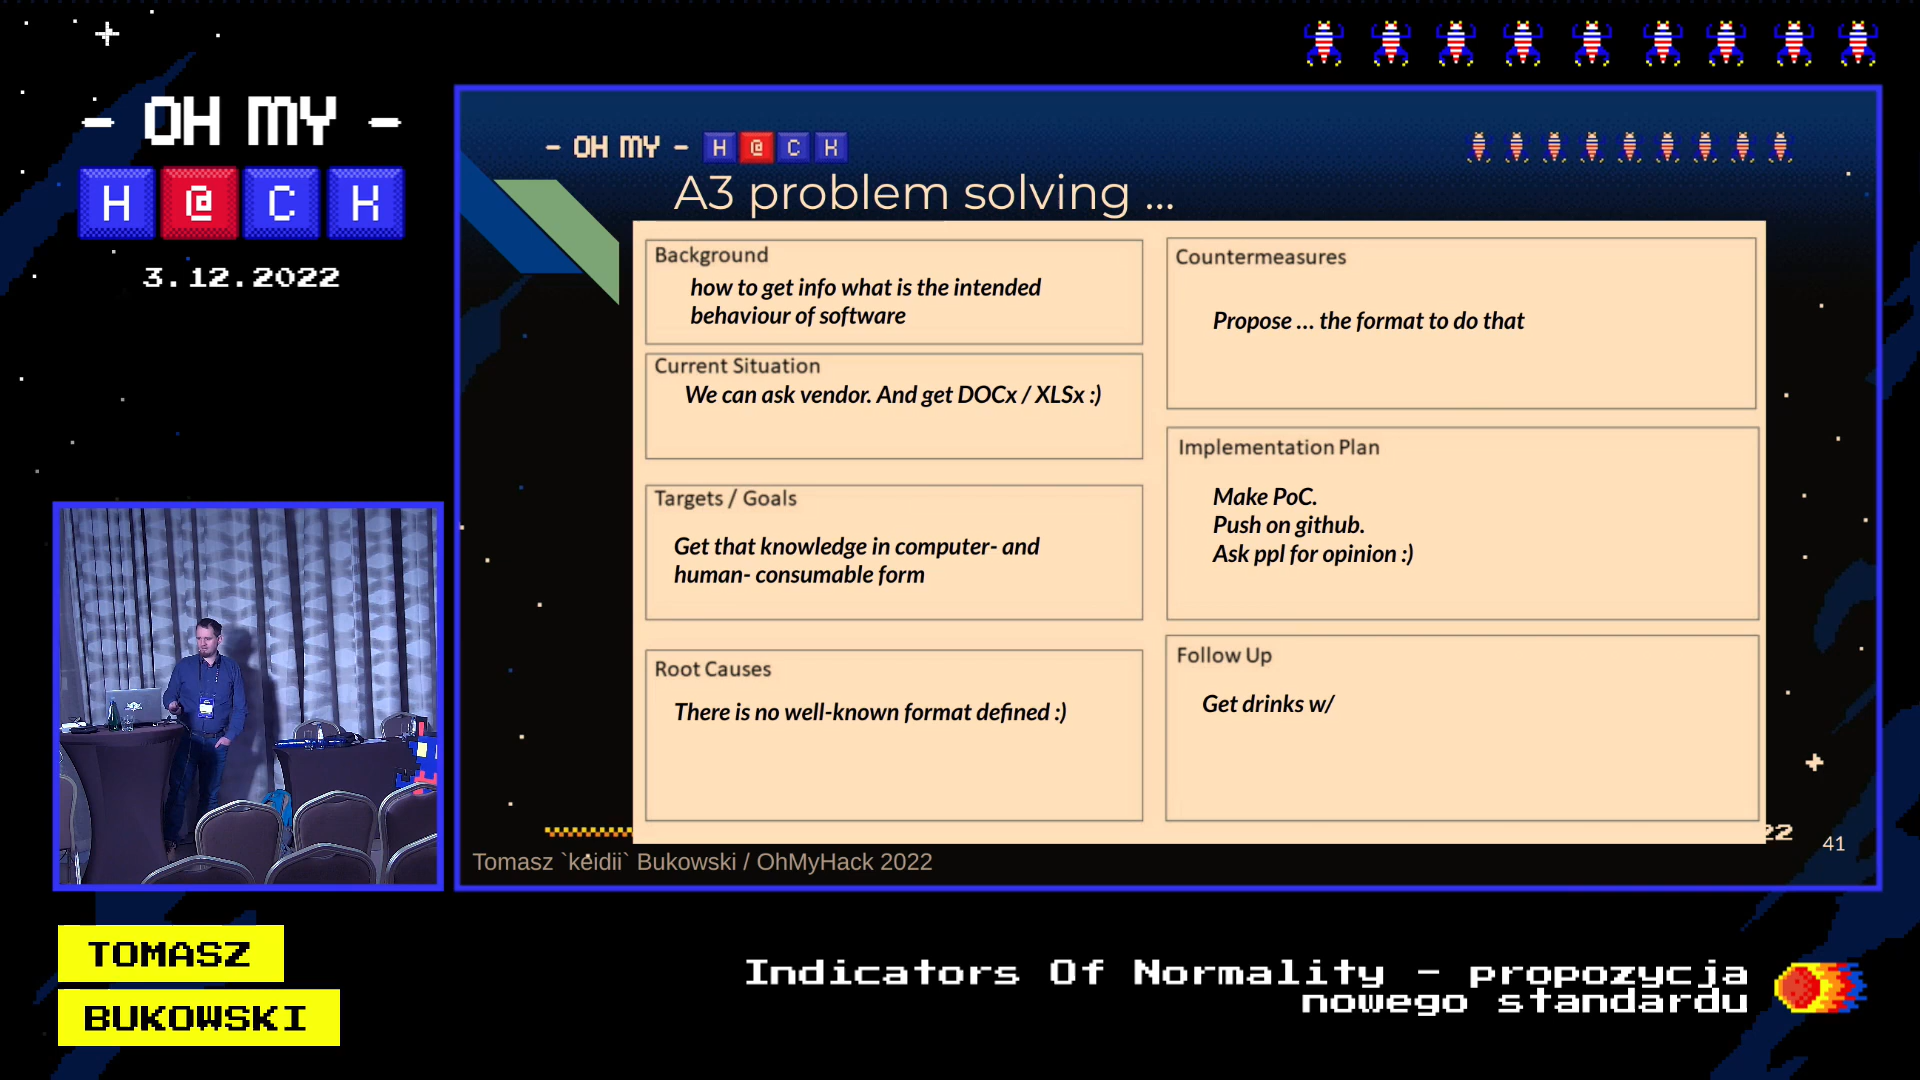 - OH MY -
H@CK
3.12.2022
- OH MY - H@CK
A3 problem solving ...
Background
how to get info what is the intended
behaviour of software
Current Situation
We can ask vendor. And get DOCx / XLSx :)
Targets / Goals
Get that knowledge in computer- and
human- consumable form
Root Causes
There is no well-known format defined :)
Countermeasures
Propose ... the format to do that
Implementation Plan
Make PoC.
Push on github.
Ask ppl for opinion :)
Follow Up
Get drinks w/
22
41
Tomasz `keidii` Bukowski / OhMyHack 2022
TOMASZ
BUKOWSKI
Indicators Of Normality - propozycja
nowego standardu